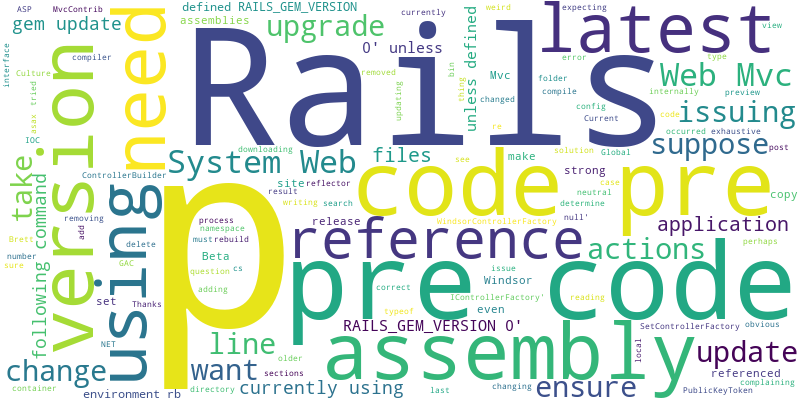 ASP MvcContrib assemblies defined RAILS_GEM_VERSION currently weird expecting view
gem update need upgrade O' unless latest
Culture compiler Rails removed unless defined bin thing Mvc error folder type
interface tried updating changed compile internally preview
version asax System Web files config Current Web Mvc
IOC using ControllerBuilder downloading see re make Global code issuing
take site reflector solution occurred exhaustive suppose post
following command result search writing case strong determine neutral copy
p code pre
removing process namespace release WindsorControllerFactory null' application
Brett add must rebuild reference actions perhaps
number delete Beta Windsor issue
sure GAC question cs adding pre code
set Thanks correct IControllerFactory' reading
NET line typeof even RAILS_GEM_VERSION O' SetControllerFactory obvious
change want older assembly local update
container sections referenced complaining
environment rb directory currently using last changing ensure PublicKeyToken